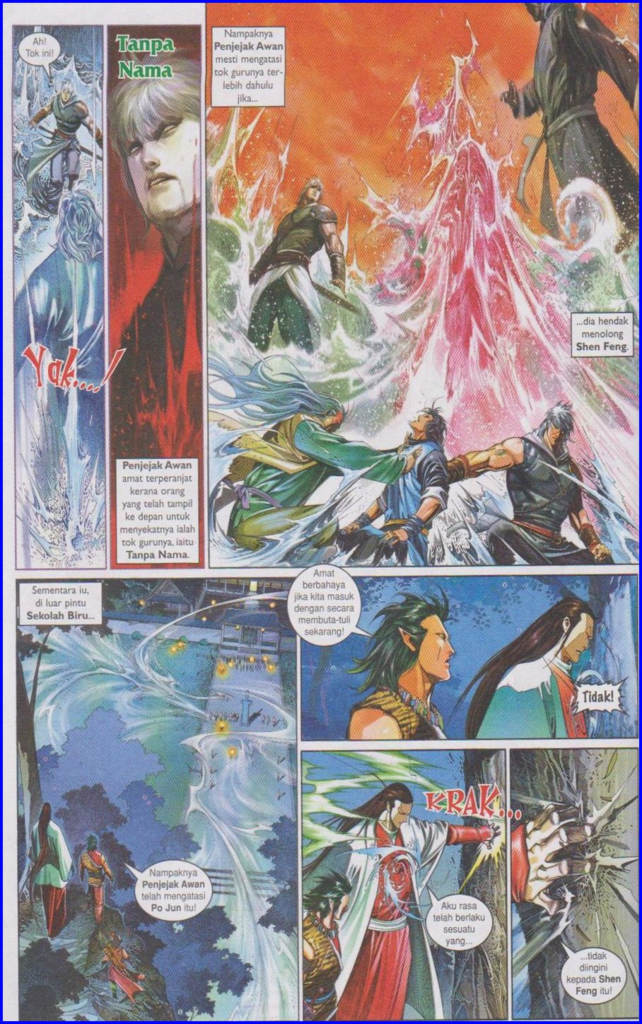 Ah!
Tok ini!
Yak....!
Tanpa
Nama
Penjejak Awan
amat terperanjat
kerana orang
yang telah tampil
ke depan untuk
menyekatnya ialah
tok gurunya, iaitu
Tanpa Nama.
Nampaknya
Penjejak Awan
mesti mengatasi
tok gurunya ter-
lebih dahulu
jika...
...dia hendak
menolong
Shen Feng.
Sementara iu,
di luar pintu
Sekolah Biru...
Nampaknya
Penjejak Awan
telah mengatasi
Po Jun itu!
Amat
berbahaya
jika kita masuk
dengan secara
membuta-tuli
sekarang!
Tidak!
KRAK...
Aku rasa
telah berlaku
sesuatu
yang...
...tidak
diingini
kepada Shen
Feng itu!